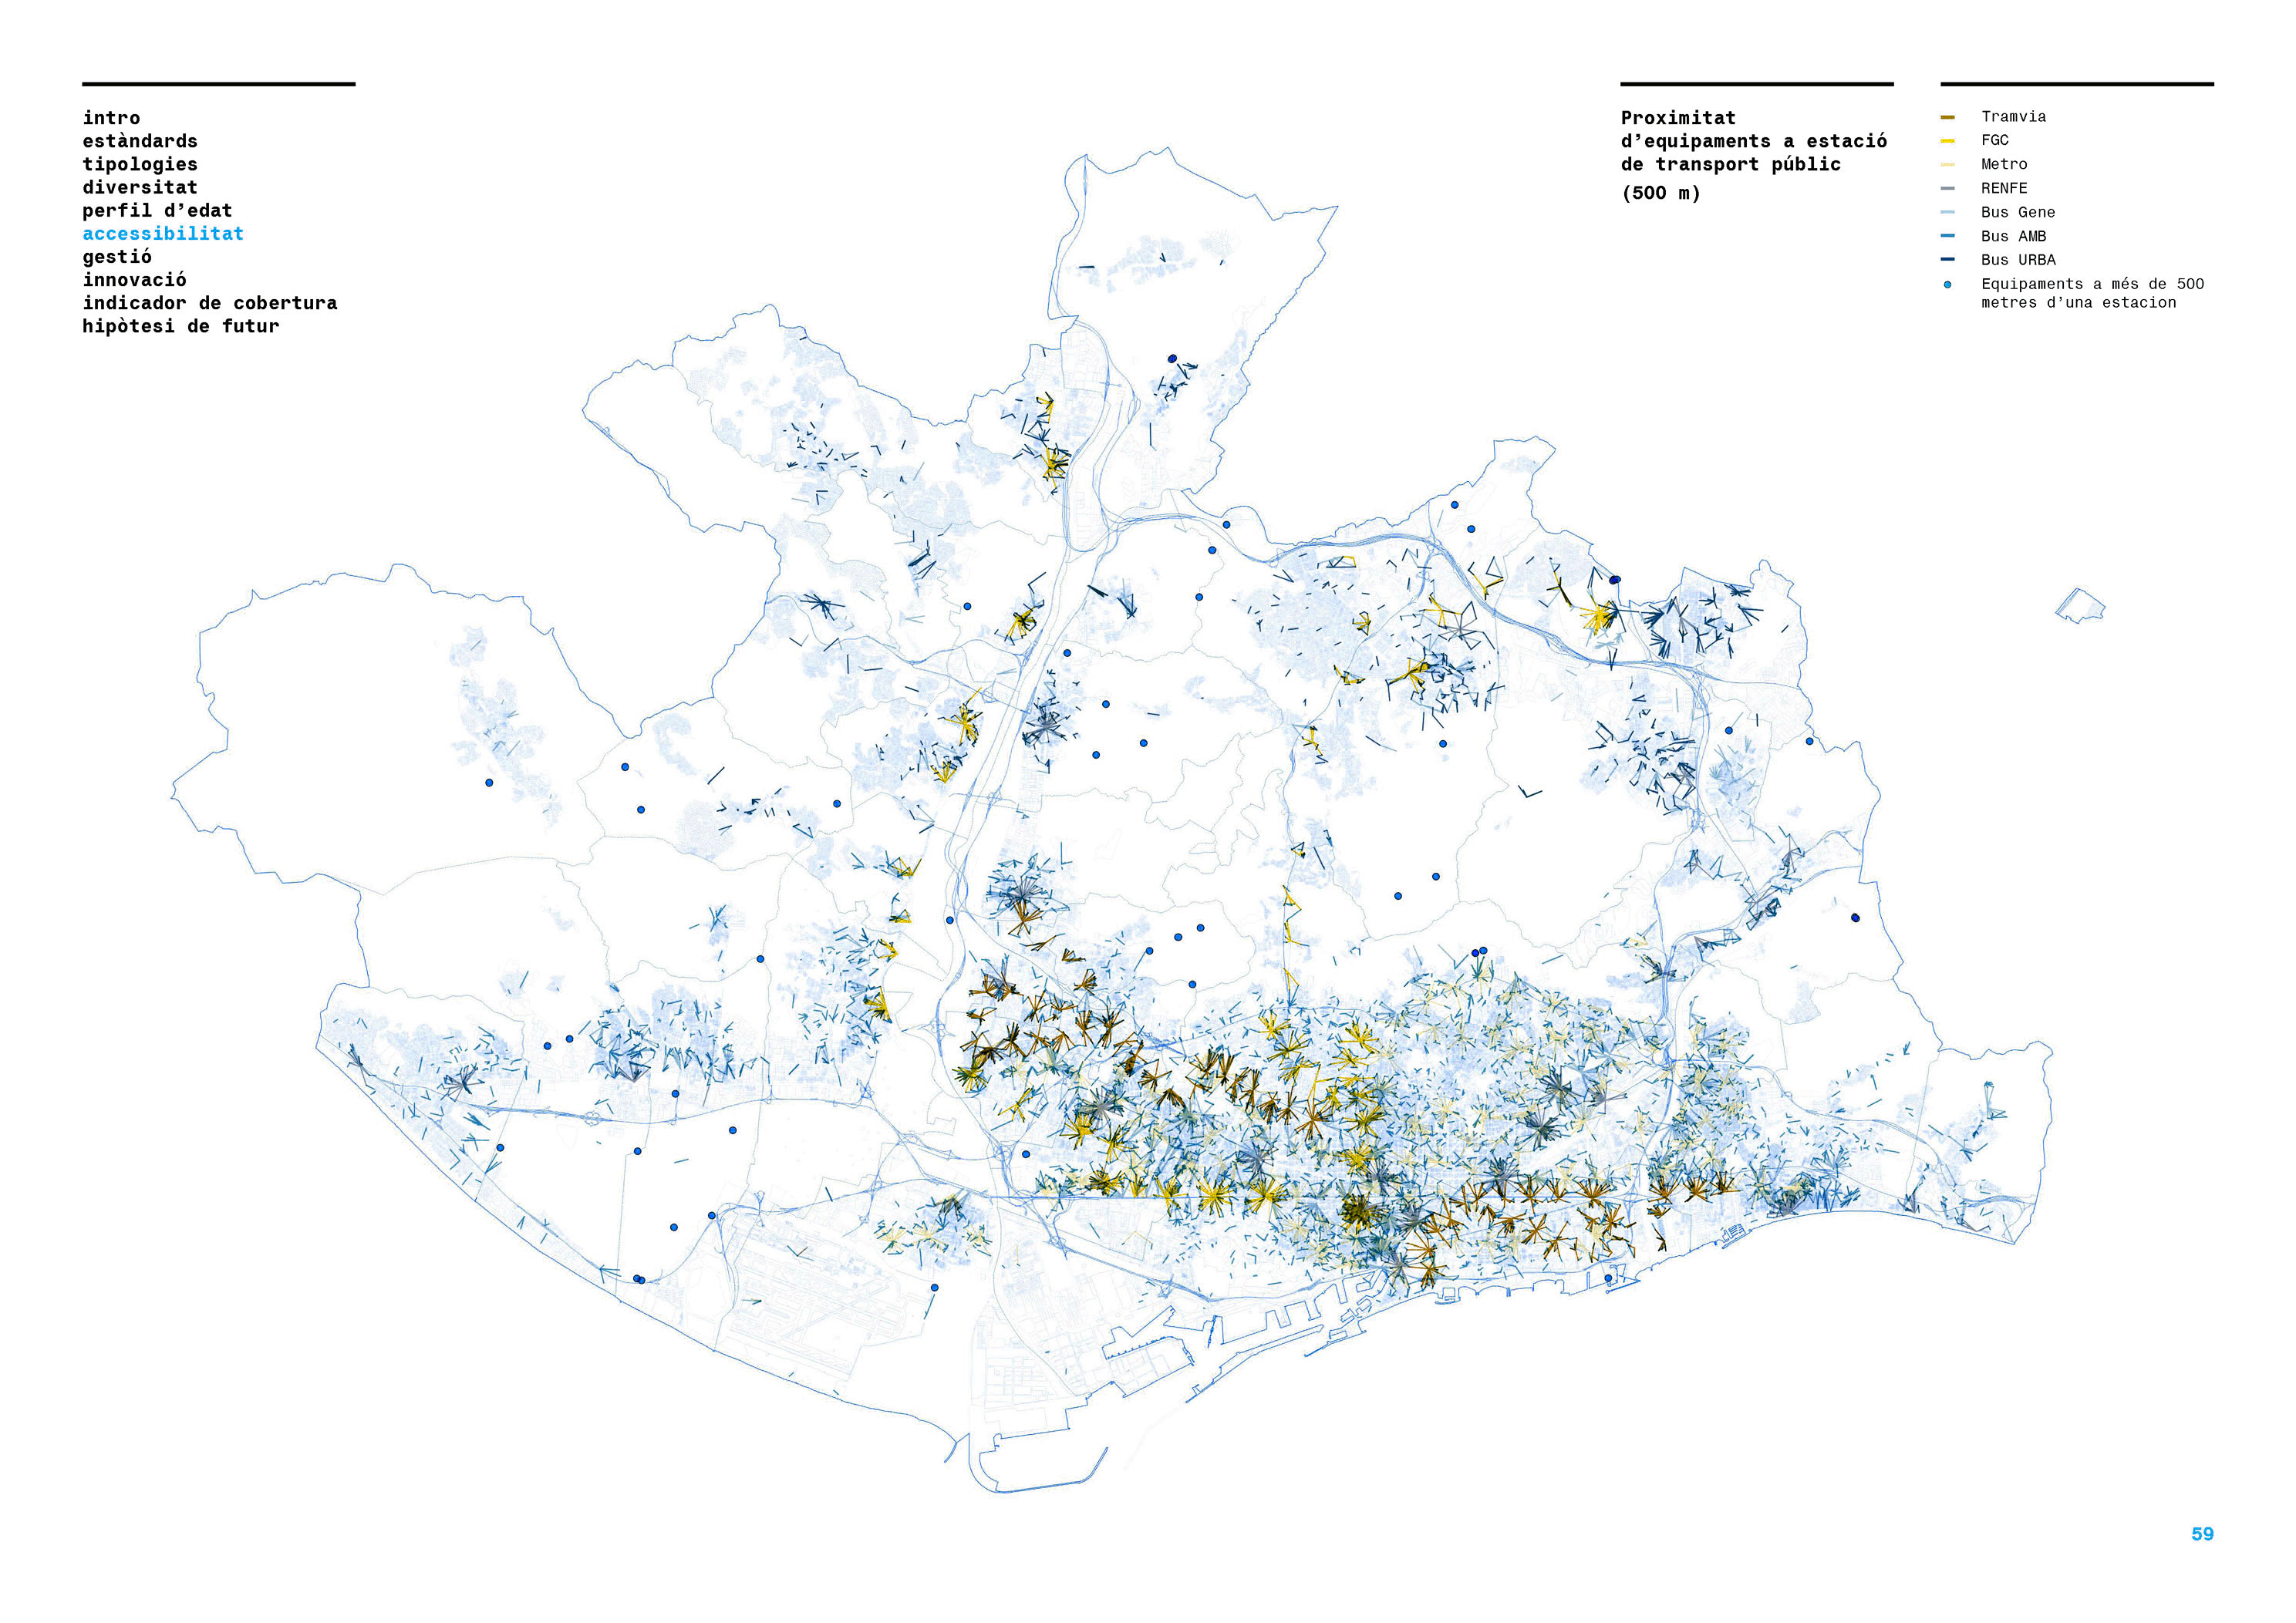 intro
estàndards
tipologies
diversitat
perfil d’edat
accessibilitat
gestió
innovació
indicador de cobertura
hipòtesi de futur
Proximitat
d’equipaments a estació
de transport públic
(500 m)
Tramvia
FGC
Metro
RENFE
Bus Gene
Bus AMB
Bus URBA
Equipaments a més de 500
metres d’una estacion
59